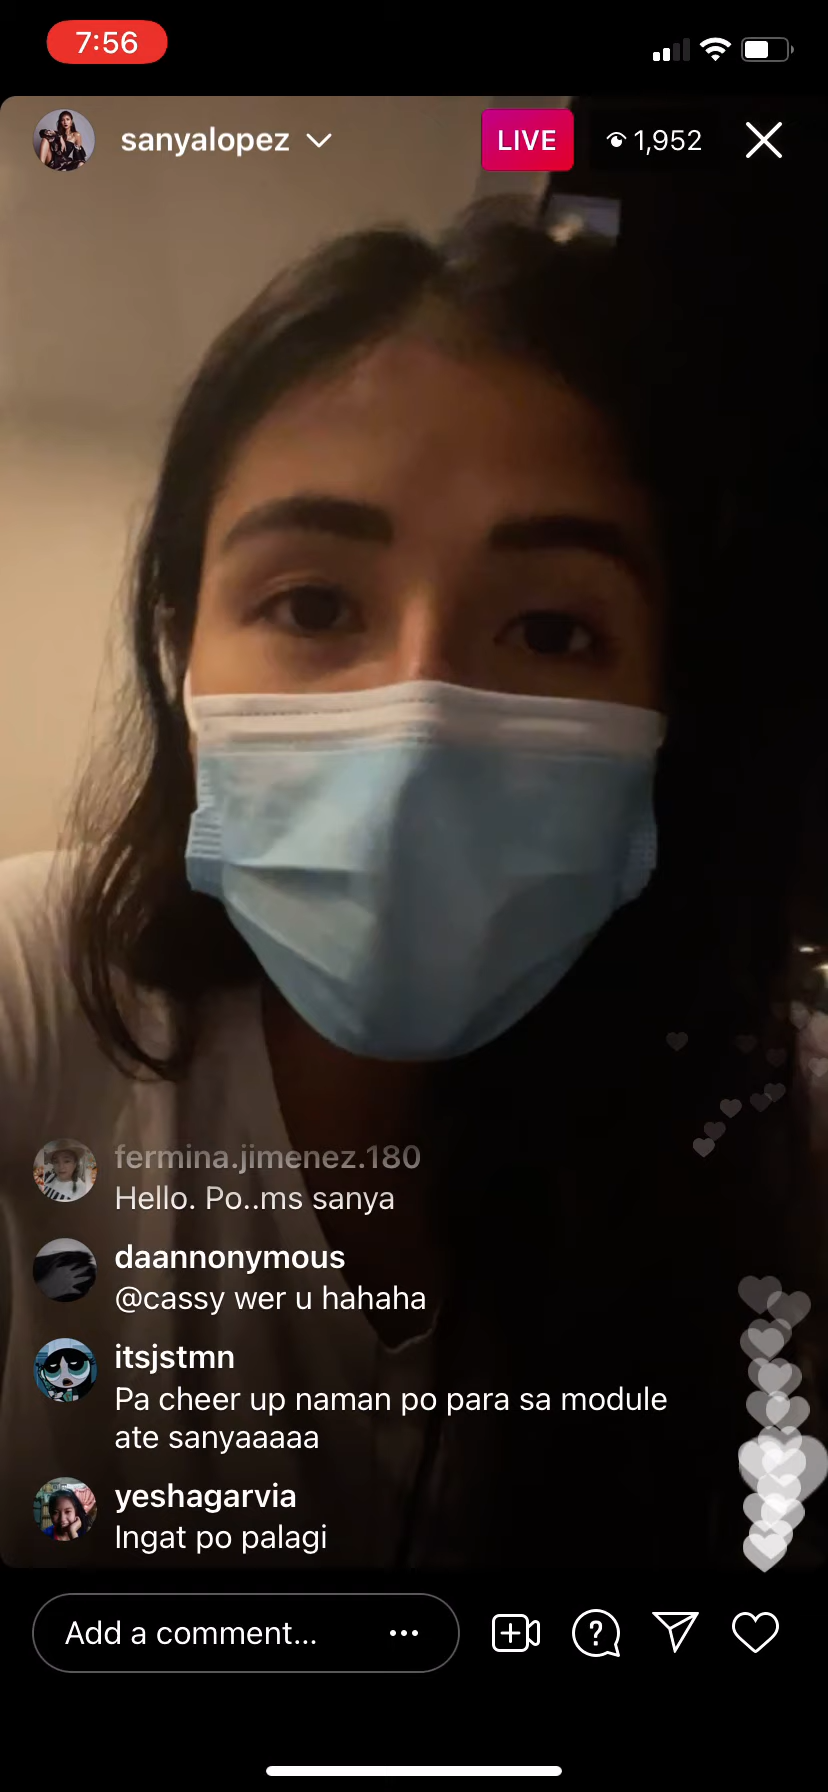 7:56
sanyalopez
LIVE
1,952
fermina.jimenez.180
Hello. Po..ms sanya
daannonymous
@cassy wer u hahaha
itsjstmn
Pa cheer up naman po para sa module
ate sanyaaaaa
yeshagarvia
Ingat po palagi
Add a comment...